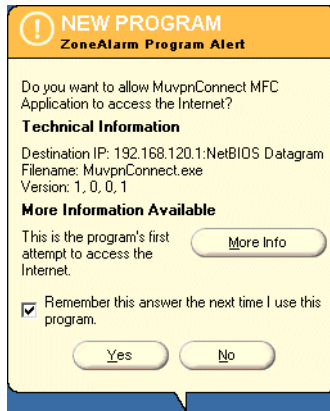 NEW PROGRAM
ZoneAlarm Program Alert
Do you want to allow MuvpnConnect MFC
Application to access the Internet?
Technical Information
Destination IP: 192.168.120.1:NetBIOS Datagram
Filename: MuvpnConnect.exe
Version: 1, 0, 0, 1
More Information Available
This is the program's first
attempt to access the
Internet.
More Info
Remember this answer the next time I use this
program.
Yes
No